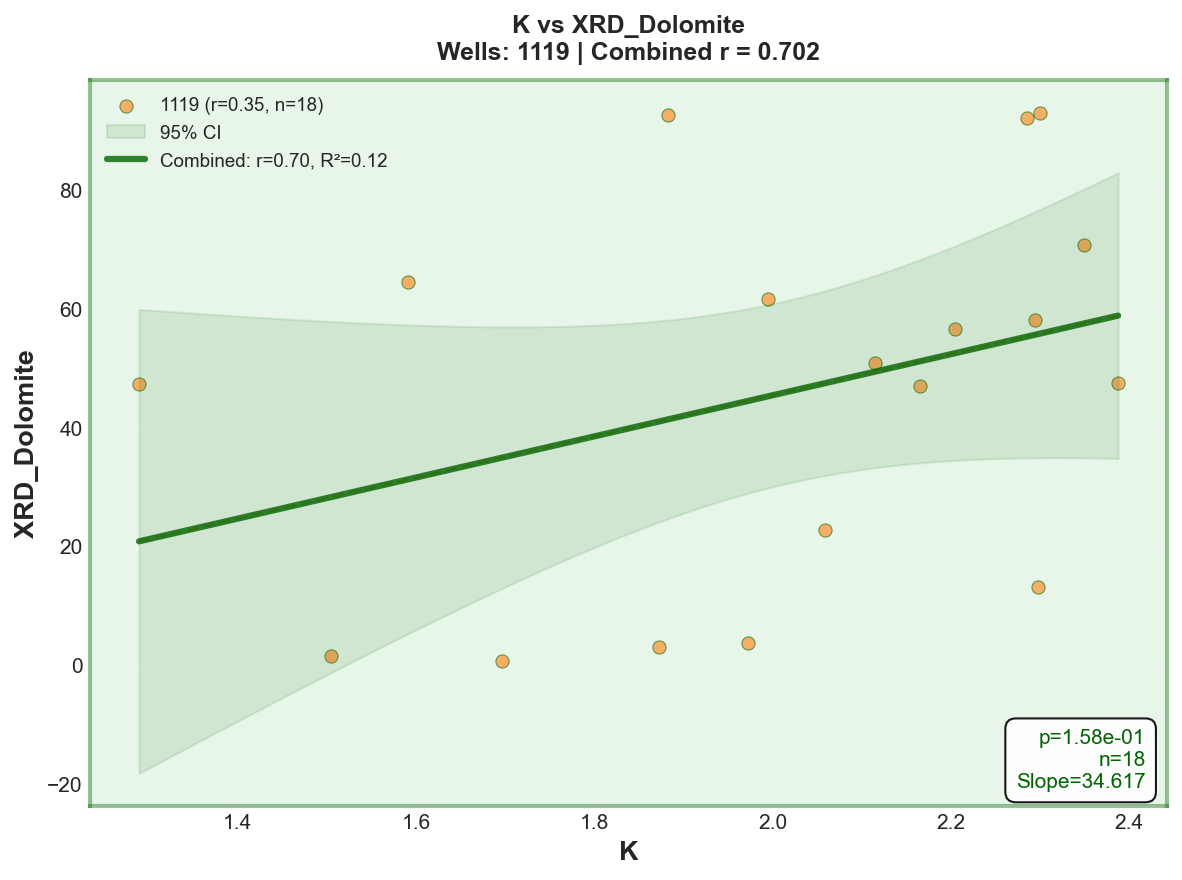 K vs XRD_Dolomite
Wells: 1119 | Combined r = 0.702
1119 (r=0.35, n=18)
95% CI
Combined: r=0.70, R²=0.12
XRD_Dolomite
80
60
40
20
0
−20
p=1.58e-01
n=18
Slope=34.617
1.4
1.6
1.8
2.0
2.2
2.4
K